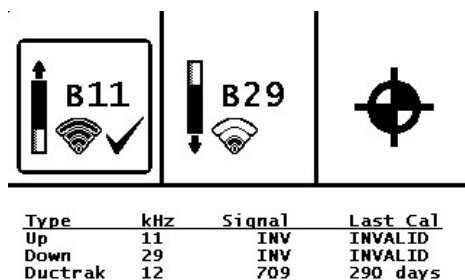 B11 B29
Type kHz Signal Last Cal
Up 11 INV INVALID
Down 29 INV INVALID
Ductrak 12 709 290 days